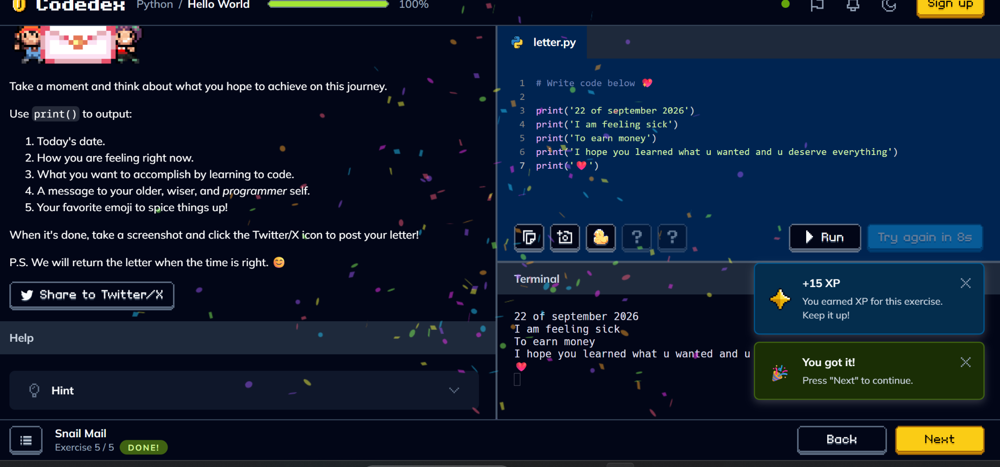 Codedex Python / Hello World 100% Sign up
Take a moment and think about what you hope to achieve on this journey.
Use print() to output:
1. Today's date.
2. How you are feeling right now.
3. What you want to accomplish by learning to code.
4. A message to your older, wiser, and programmer self.
5. Your favorite emoji to spice things up!
When it's done, take a screenshot and click the Twitter/X icon to post your letter!
P.S. We will return the letter when the time is right. 😊
Share to Twitter/X
Help
Hint
letter.py
1 # Write code below 💖
2
3 print('22 of september 2026')
4 print('I am feeling sick')
5 print('To earn money')
6 print('I hope you learned what u wanted and u deserve everything')
7 print('❤️')
? ? Run Try again in 8s
Terminal
22 of september 2026
I am feeling sick
To earn money
I hope you learned what u wanted and u
❤️
+15 XP
You earned XP for this exercise.
Keep it up!
You got it!
Press "Next" to continue.
Snail Mail
Exercise 5 / 5 DONE!
Back Next